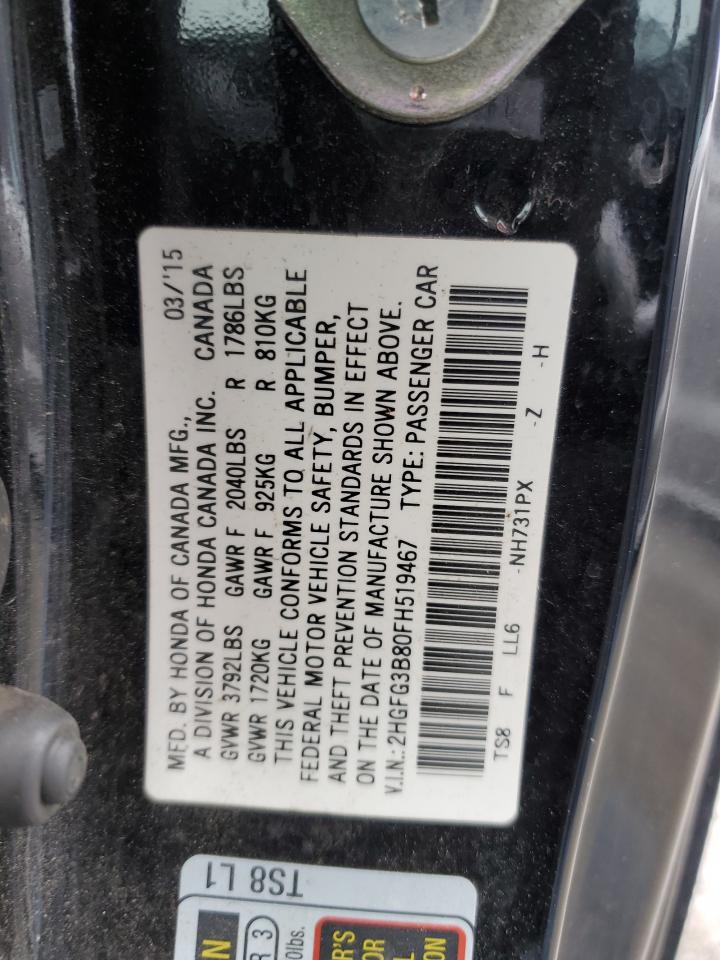 MFD. BY HONDA OF CANADA MFG., 03/'15
A DIVISION OF HONDA CANADA INC. CANADA
GVWR 3792LBS GAWR F 2040LBS R 1786LBS
GVWR 1720KG GAWR F 925KG R 810KG
THIS VEHICLE CONFORMS TO ALL APPLICABLE
FEDERAL MOTOR VEHICLE SAFETY, BUMPER,
AND THEFT PREVENTION STANDARDS IN EFFECT
ON THE DATE OF MANUFACTURE SHOWN ABOVE.
V.I.N.: 2HGFG3B80FH519467 TYPE: PASSENGER CAR
TS8 F LL6 -NH731PX -Z -H
TS8 L1